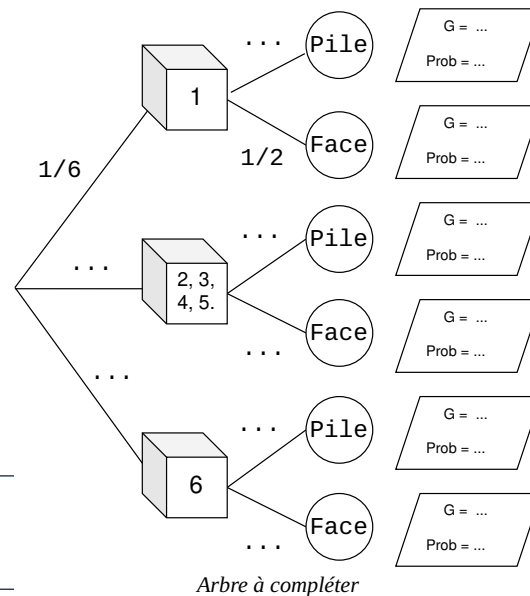 ...
Pile
G = ...
Prob = ...
1
1/6
1/2
Face
G = ...
Prob = ...
...
Pile
G = ...
Prob = ...
...
2, 3,
4, 5.
...
Face
G = ...
Prob = ...
...
...
Pile
G = ...
Prob = ...
6
...
Face
G = ...
Prob = ...
Arbre à compléter